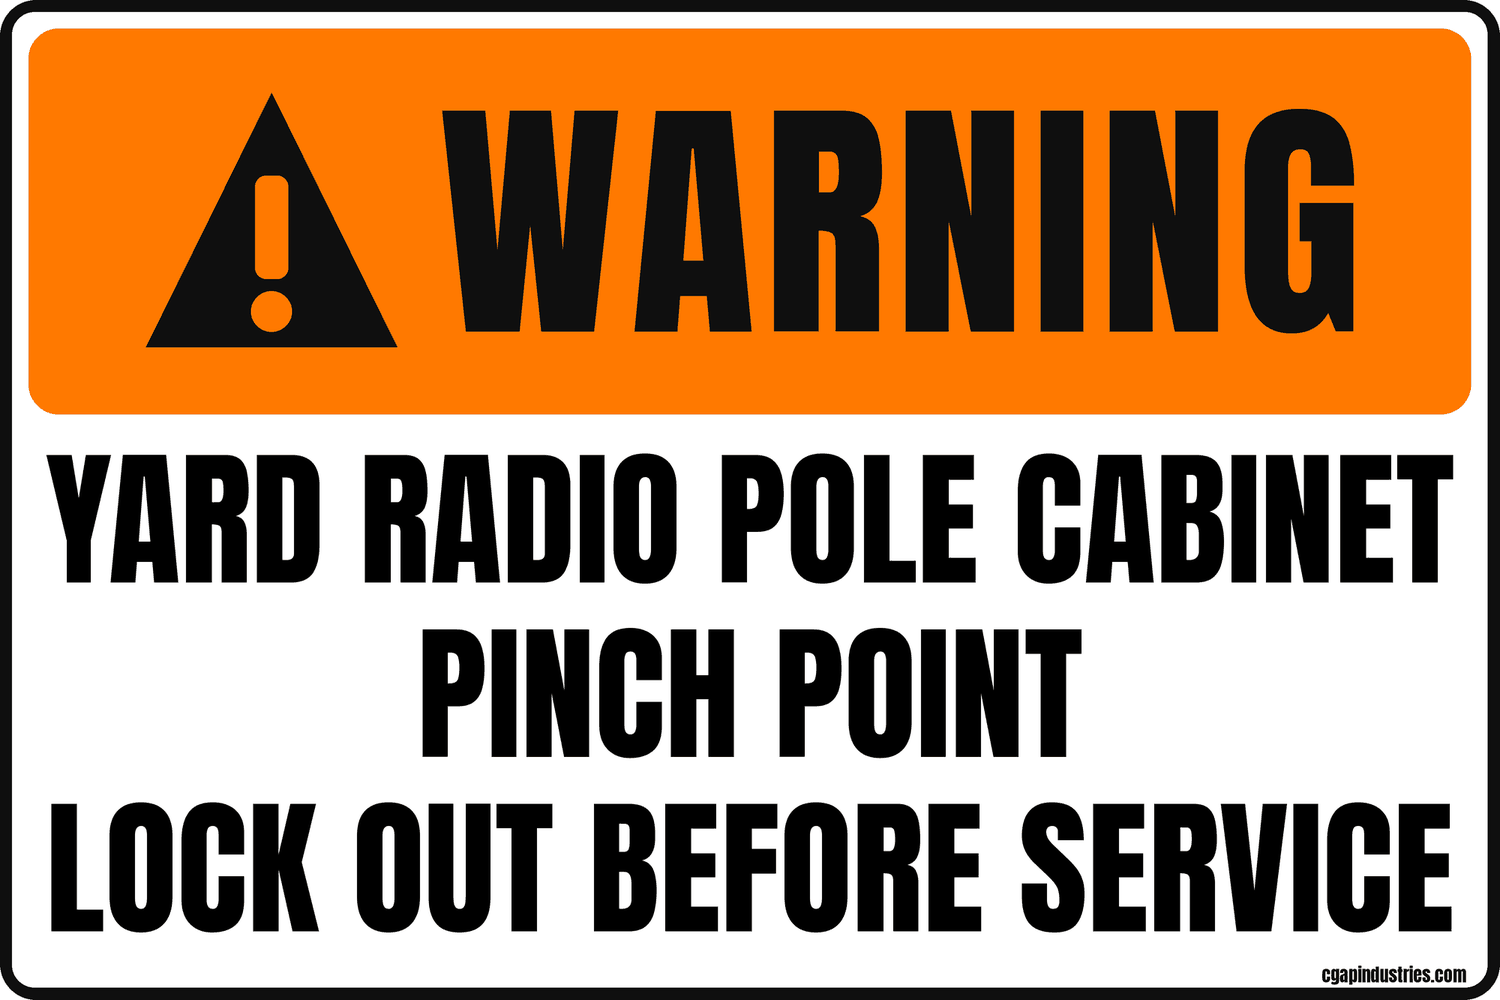 WARNING
YARD RADIO POLE CABINET
PINCH POINT
LOCK OUT BEFORE SERVICE
cgapindustries.com